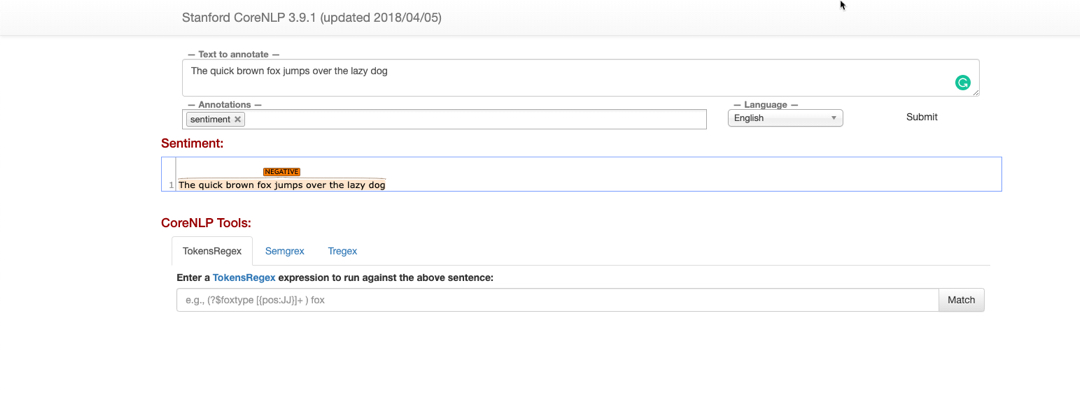 Stanford CoreNLP 3.9.1 (updated 2018/04/05)
— Text to annotate —
The quick brown fox jumps over the lazy dog
— Annotations —
— Language —
sentiment ×
English
Submit
Sentiment:
NEGATIVE
1 The quick brown fox jumps over the lazy dog
CoreNLP Tools:
TokensRegex Semgrex Tregex
Enter a TokensRegex expression to run against the above sentence:
e.g., (?$foxtype [{pos:JJ}]+ ) fox
Match